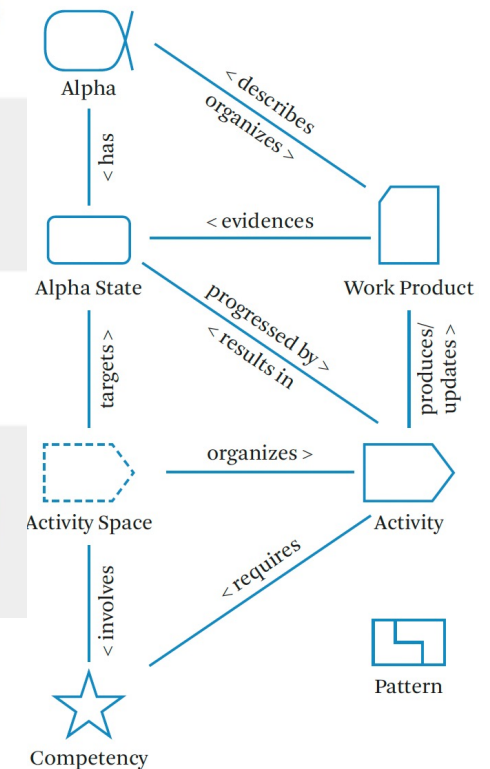 Alpha
< describes
organizes >
< has
< evidences
Alpha State
Work Product
progressed by >
< results in
targets >
produces/
updates >
organizes >
Activity Space
Activity
< requires
< involves
Pattern
Competency